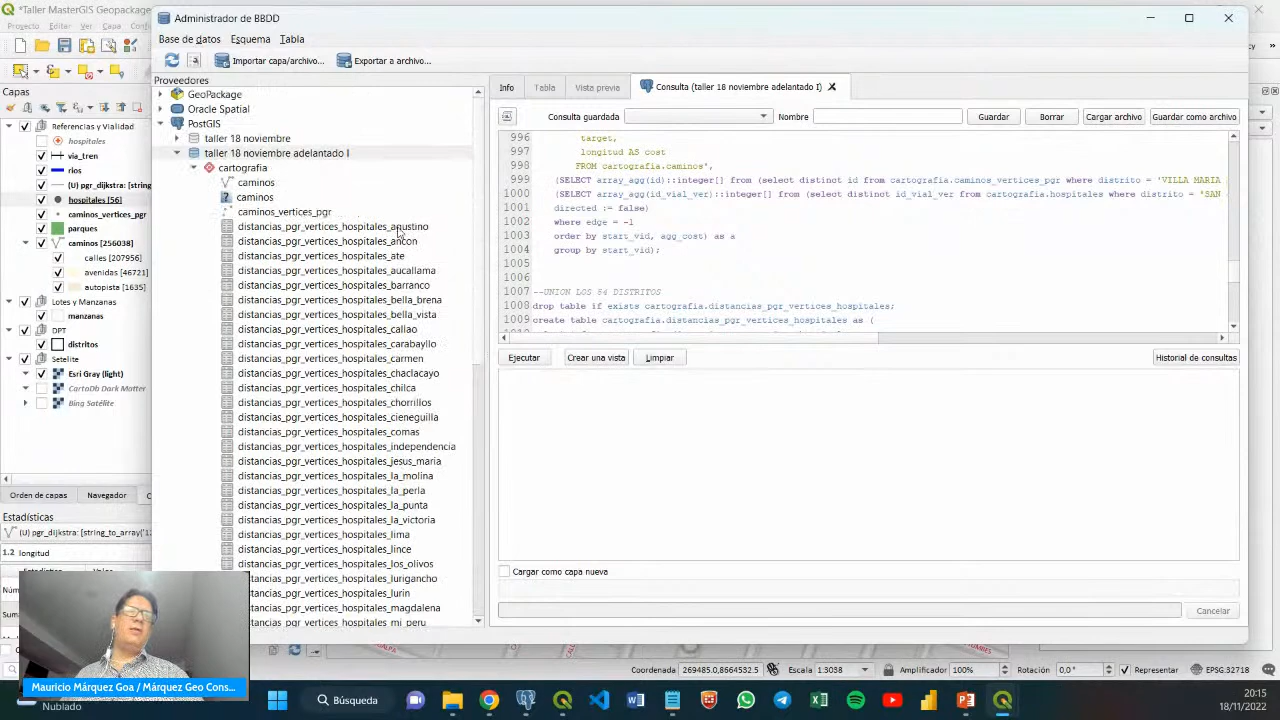 *Taller MasterGIS Geopackage
Administrador de BBDD
Proyecto Editar Ver Capa
Base de datos Esquema Tabla
Importar capa/archivo... Exportar a archivo...
Proveedores
Info Tabla Vista previa Consulta (taller 18 noviembre adelantado I)
Capas
GeoPackage
Oracle Spatial
PostGIS
taller 18 noviembre
taller 18 noviembre adelantado I
cartografia
caminos
caminos
caminos_vertices_pgr
distancias_pgr_vertices_hospitales_agustino
distancias_pgr_vertices_hospitales_ancon
distancias_pgr_vertices_hospitales_ate
distancias_pgr_vertices_hospitales_aucallama
distancias_pgr_vertices_hospitales_barranco
distancias_pgr_vertices_hospitales_bella_brena
distancias_pgr_vertices_hospitales_bella_vista
distancias_pgr_vertices_hospitales_callao
distancias_pgr_vertices_hospitales_carabayllo
distancias_pgr_vertices_hospitales_carmen
distancias_pgr_vertices_hospitales_chaclacayo
distancias_pgr_vertices_hospitales_chilca
distancias_pgr_vertices_hospitales_chorrillos
distancias_pgr_vertices_hospitales_cieneguilla
distancias_pgr_vertices_hospitales_comas
distancias_pgr_vertices_hospitales_independencia
distancias_pgr_vertices_hospitales_jesus_maria
distancias_pgr_vertices_hospitales_la_molina
distancias_pgr_vertices_hospitales_la_perla
distancias_pgr_vertices_hospitales_la_punta
distancias_pgr_vertices_hospitales_la_victoria
distancias_pgr_vertices_hospitales_lima
distancias_pgr_vertices_hospitales_lince
distancias_pgr_vertices_hospitales_los_olivos
distancias_pgr_vertices_hospitales_lurigancho
distancias_pgr_vertices_hospitales_lurin
distancias_pgr_vertices_hospitales_magdalena
distancias_pgr_vertices_hospitales_mi_peru
Referencias y Vialidad
hospitales
via_tren
rios
(U) pgr_dijkstra: [string
hospitales [56]
caminos_vertices_pgr
parques
caminos [256038]
calles [207956]
avenidas [46721]
autopista [1635]
Lotes y Manzanas
manzanas
DPT
distritos
Setelite
Esri Gray (light)
CartoDb Dark Matter
Bing Satélite
Orden de capas Navegador
Estadísticas
(U) pgr_dijkstra: [string_to_array('1
1.2 longitud
Consulta guardada Nombre Guardar Borrar Cargar archivo Guardar como archivo
996 target,
997 longitud AS cost
998 FROM cartografia.caminos',
999 (SELECT array_agg(id)::integer[] from (select distinct id from cartografia.caminos_vertices_pgr where distrito = 'VILLA MARIA
1000 (SELECT array_agg(id_vial_ver)::integer[] from (select distinct id_vial_ver from cartografia.hospitales where distrito = 'SAN
1001 directed := false)
1002 where edge = -1
1003 order by start_vid, agg_cost) as a
1004 group by start_vid);
1005
1006
1007 --UNION LOS 54 DISTRITOS
1008 drop table if exists cartografia.distancias_pgr_vertices_hospitales;
1009 create table cartografia.distancias_pgr_vertices_hospitales as (
Ejecutar Crear una vista Limpiar Historial de consultas
Cargar como capa nueva
Cancelar
Mauricio Márquez Goa / Márquez Geo Cons...
Coordenada 269485.0,8664532.5 Escala 1:3038 Amplificador 100% Rotación 0,0° Representar EPSG:32718
Nublado
Búsqueda
20:15
18/11/2022